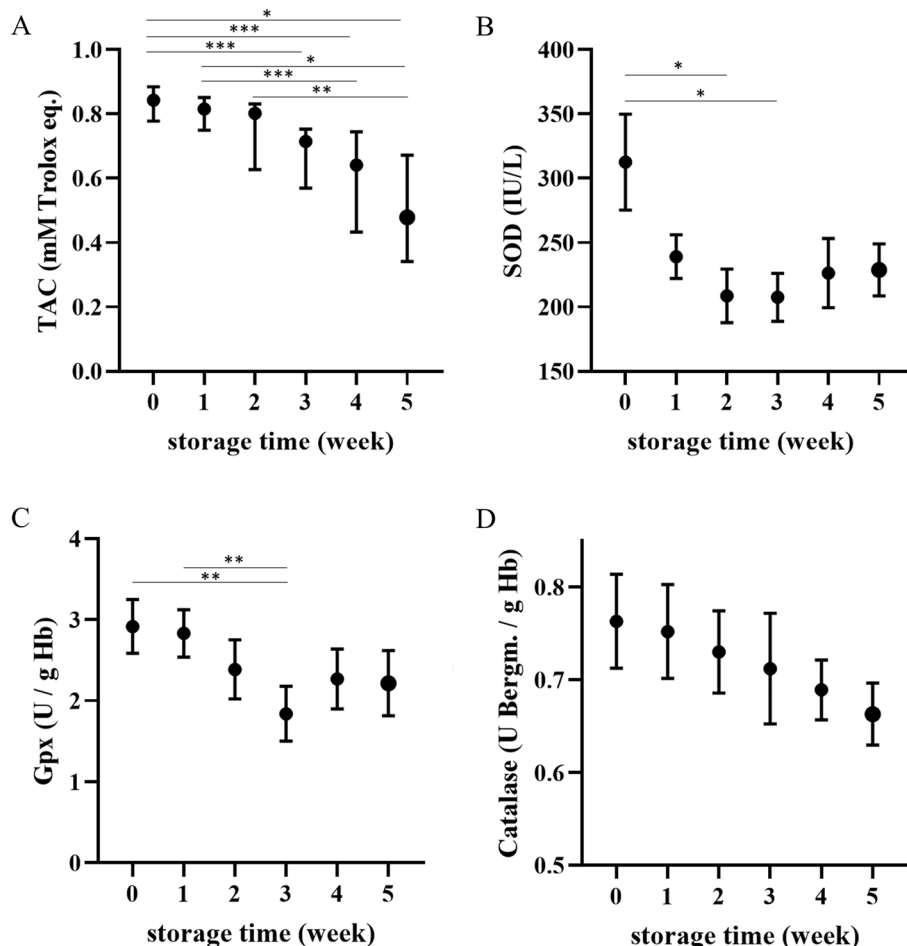 A
*
***
***
*
***
**
TAC (mM Trolox eq.)
1.0
0.8
0.6
0.4
0.2
0.0
0 1 2 3 4 5
storage time (week)
B
*
*
SOD (IU/L)
400
350
300
250
200
150
0 1 2 3 4 5
storage time (week)
C
**
**
Gpx (U / g Hb)
4
3
2
1
0
0 1 2 3 4 5
storage time (week)
D
Catalase (U Bergm. / g Hb)
0.8
0.7
0.6
0.5
0 1 2 3 4 5
storage time (week)